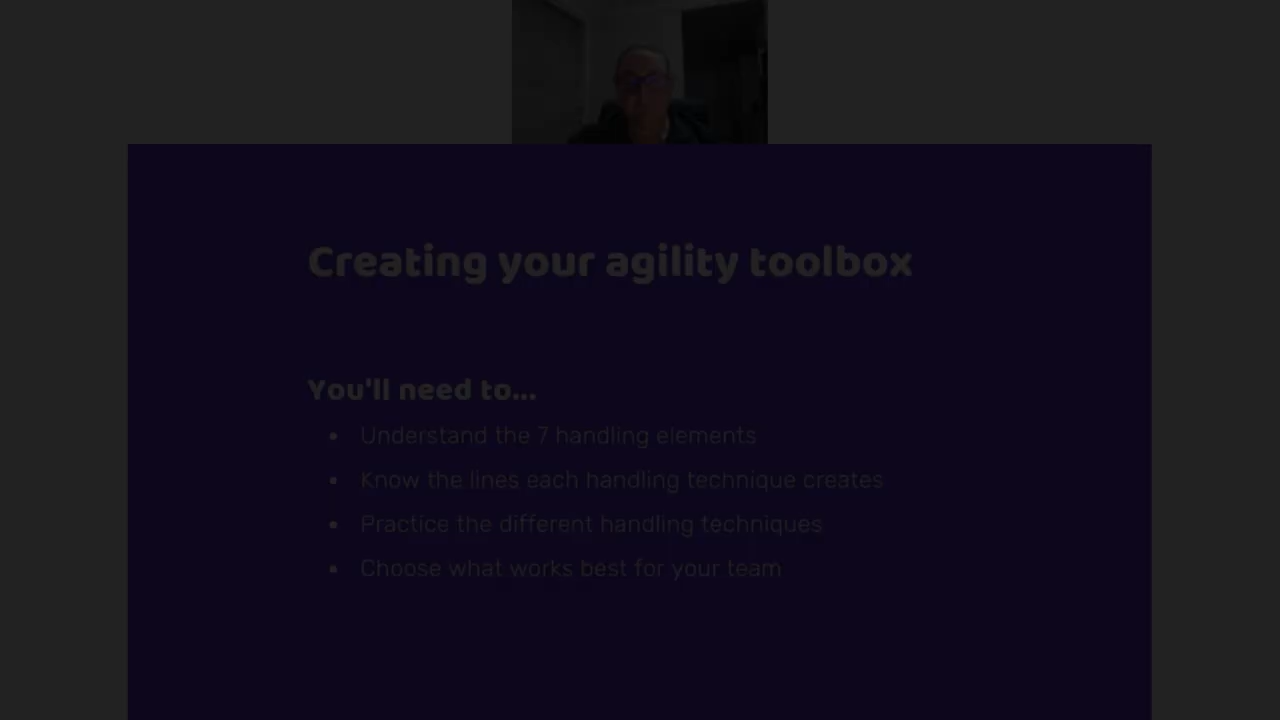 Creating your agility toolbox
You'll need to...
• Understand the 7 handling elements
• Know the lines each handling technique creates
• Practice the different handling techniques
• Choose what works best for your team